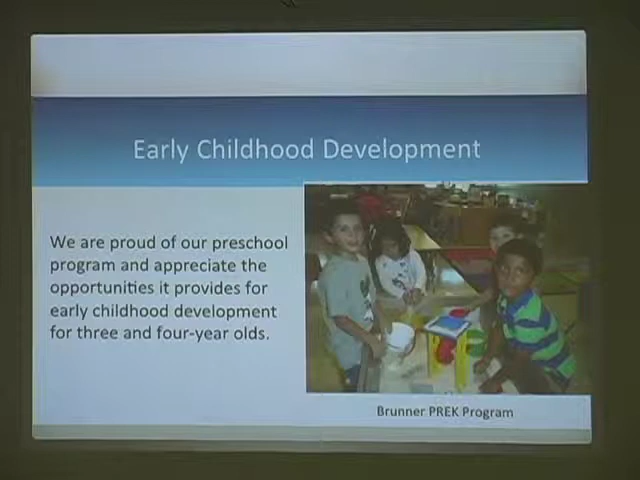 Early Childhood Development
We are proud of our preschool
program and appreciate the
opportunities it provides for
early childhood development
for three and four-year olds.
Brunner PREK Program